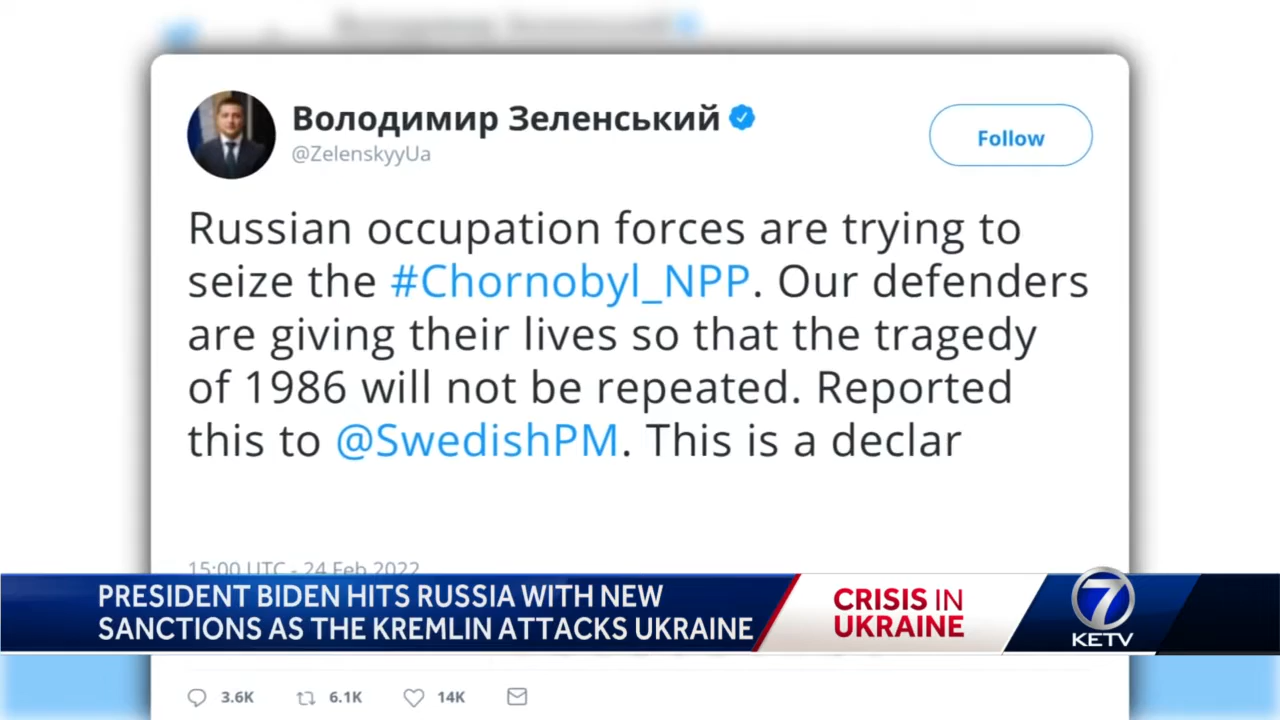 Володимир Зеленський
@ZelenskyyUa
Follow
Russian occupation forces are trying to
seize the #Chornobyl_NPP. Our defenders
are giving their lives so that the tragedy
of 1986 will not be repeated. Reported
this to @SwedishPM. This is a declar
15:00 UTC - 24 Feb 2022
PRESIDENT BIDEN HITS RUSSIA WITH NEW
SANCTIONS AS THE KREMLIN ATTACKS UKRAINE
CRISIS IN
UKRAINE
7
KETV
3.6K
6.1K
14K